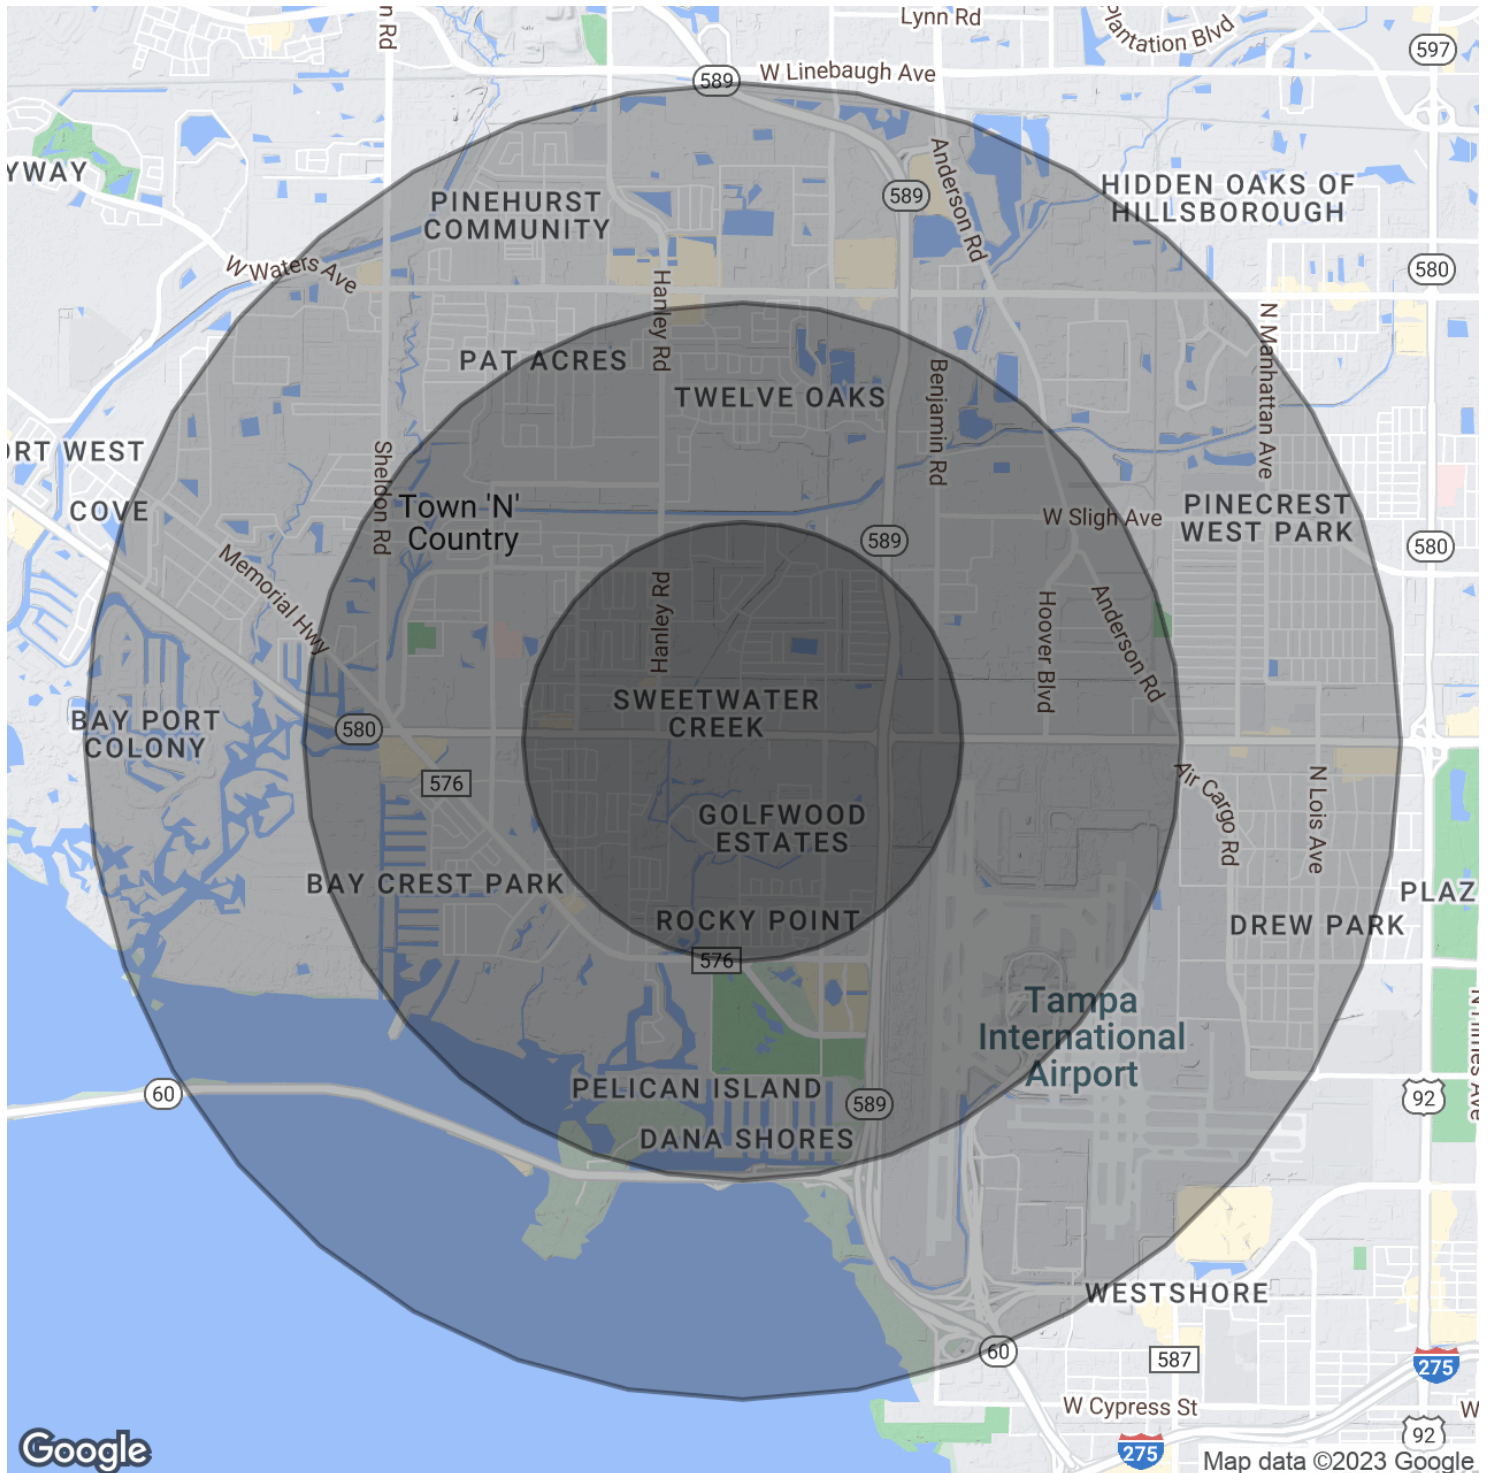 n Rd
Lynn Rd
Plantation Blvd
597
589
W Linebaugh Ave
YWAY
Anderson Rd
HIDDEN OAKS OF
HILLSBOROUGH
PINEHURST
COMMUNITY
589
W Waters Ave
580
Hanley Rd
N Manhattan Ave
PAT ACRES
TWELVE OAKS
Benjamin Rd
ORT WEST
COVE
Sheldon Rd
Town 'N'
Country
W Sligh Ave
PINECREST
WEST PARK
589
580
Memorial Hwy
Hanley Rd
Hoover Blvd
Anderson Rd
SWEETWATER
CREEK
BAY PORT
COLONY
580
576
Air Cargo Rd
N Lois Ave
GOLFWOOD
ESTATES
BAY CREST PARK
PLAZ
ROCKY POINT
DREW PARK
576
Tampa
International
Airport
N Himes Ave
PELICAN ISLAND
60
589
92
DANA SHORES
WESTSHORE
60
587
275
W Cypress St
W
92
275
Google
Map data ©2023 Google